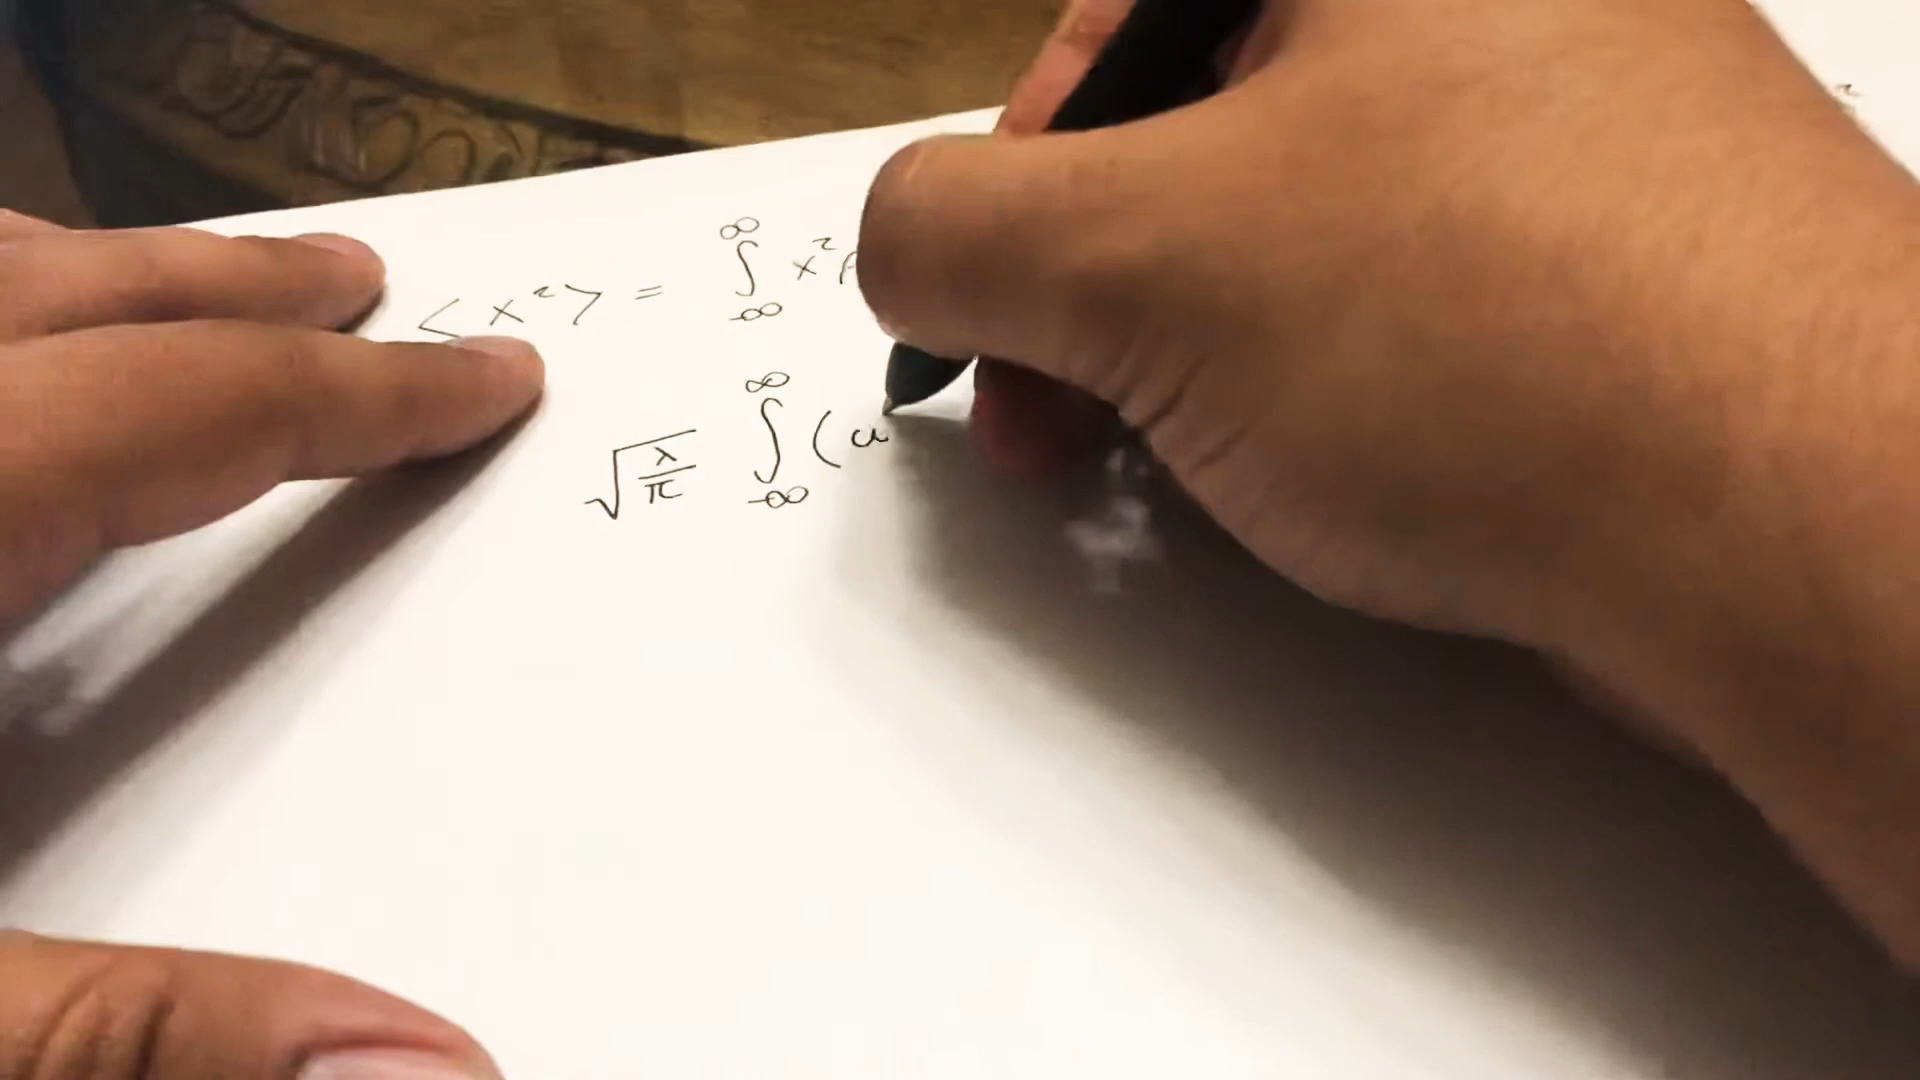 <x²> = ∫_{-∞}^{∞} x²
√(λ/π) ∫_{-∞}^{∞} (u